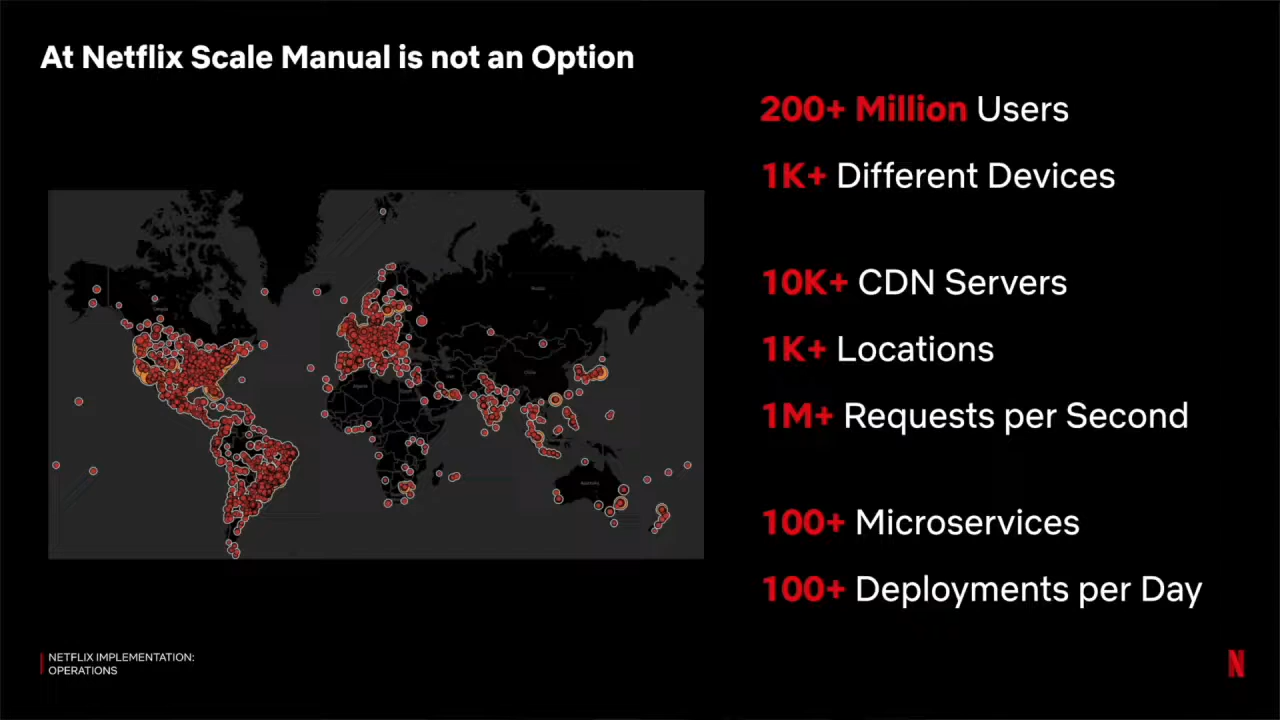 At Netflix Scale Manual is not an Option
200+ Million Users
1K+ Different Devices
10K+ CDN Servers
1K+ Locations
1M+ Requests per Second
100+ Microservices
100+ Deployments per Day
NETFLIX IMPLEMENTATION:
OPERATIONS
N